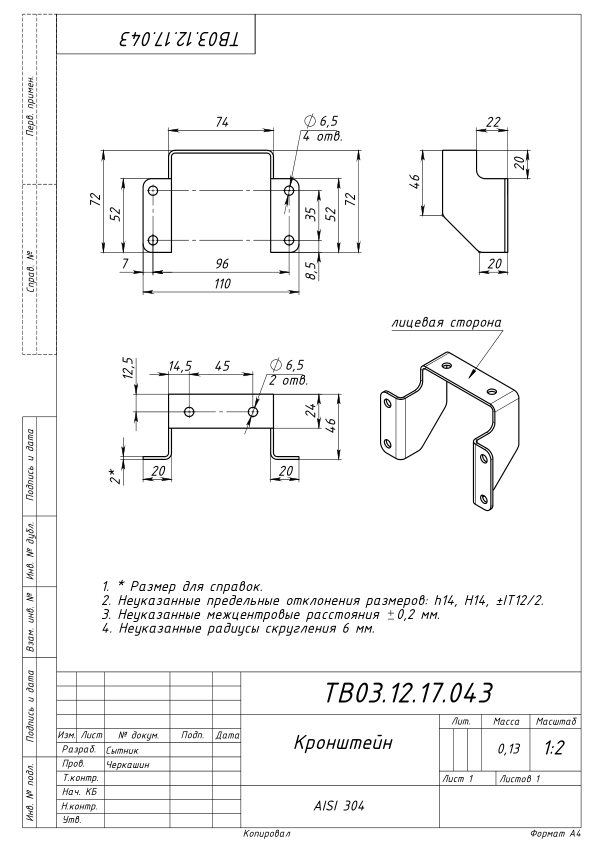 ТВ03.12.17.043
Перв. примен.
Справ. №
Подпись и дата
Инв. № дубл.
Взам. инв. №
Подпись и дата
Инв. № подл.
74
⌀ 6,5
4 отв.
72
52
35
52
72
7
96
8,5
110
22
20
46
20
12,5
14,5
45
⌀ 6,5
2 отв.
24
46
2*
20
20
лицевая сторона
1. * Размер для справок.
2. Неуказанные предельные отклонения размеров: h14, H14, ±IT12/2.
3. Неуказанные межцентровые расстояния ±0,2 мм.
4. Неуказанные радиусы скругления 6 мм.
ТВ03.12.17.043
Изм. Лист № докум. Подп. Дата
Разраб. Сытник
Пров. Черкашин
Т.контр.
Нач. КБ
Н.контр.
Утв.
Кронштейн
AISI 304
Лит. Масса Масштаб
0,13 1:2
Лист 1 Листов 1
Копировал Формат А4